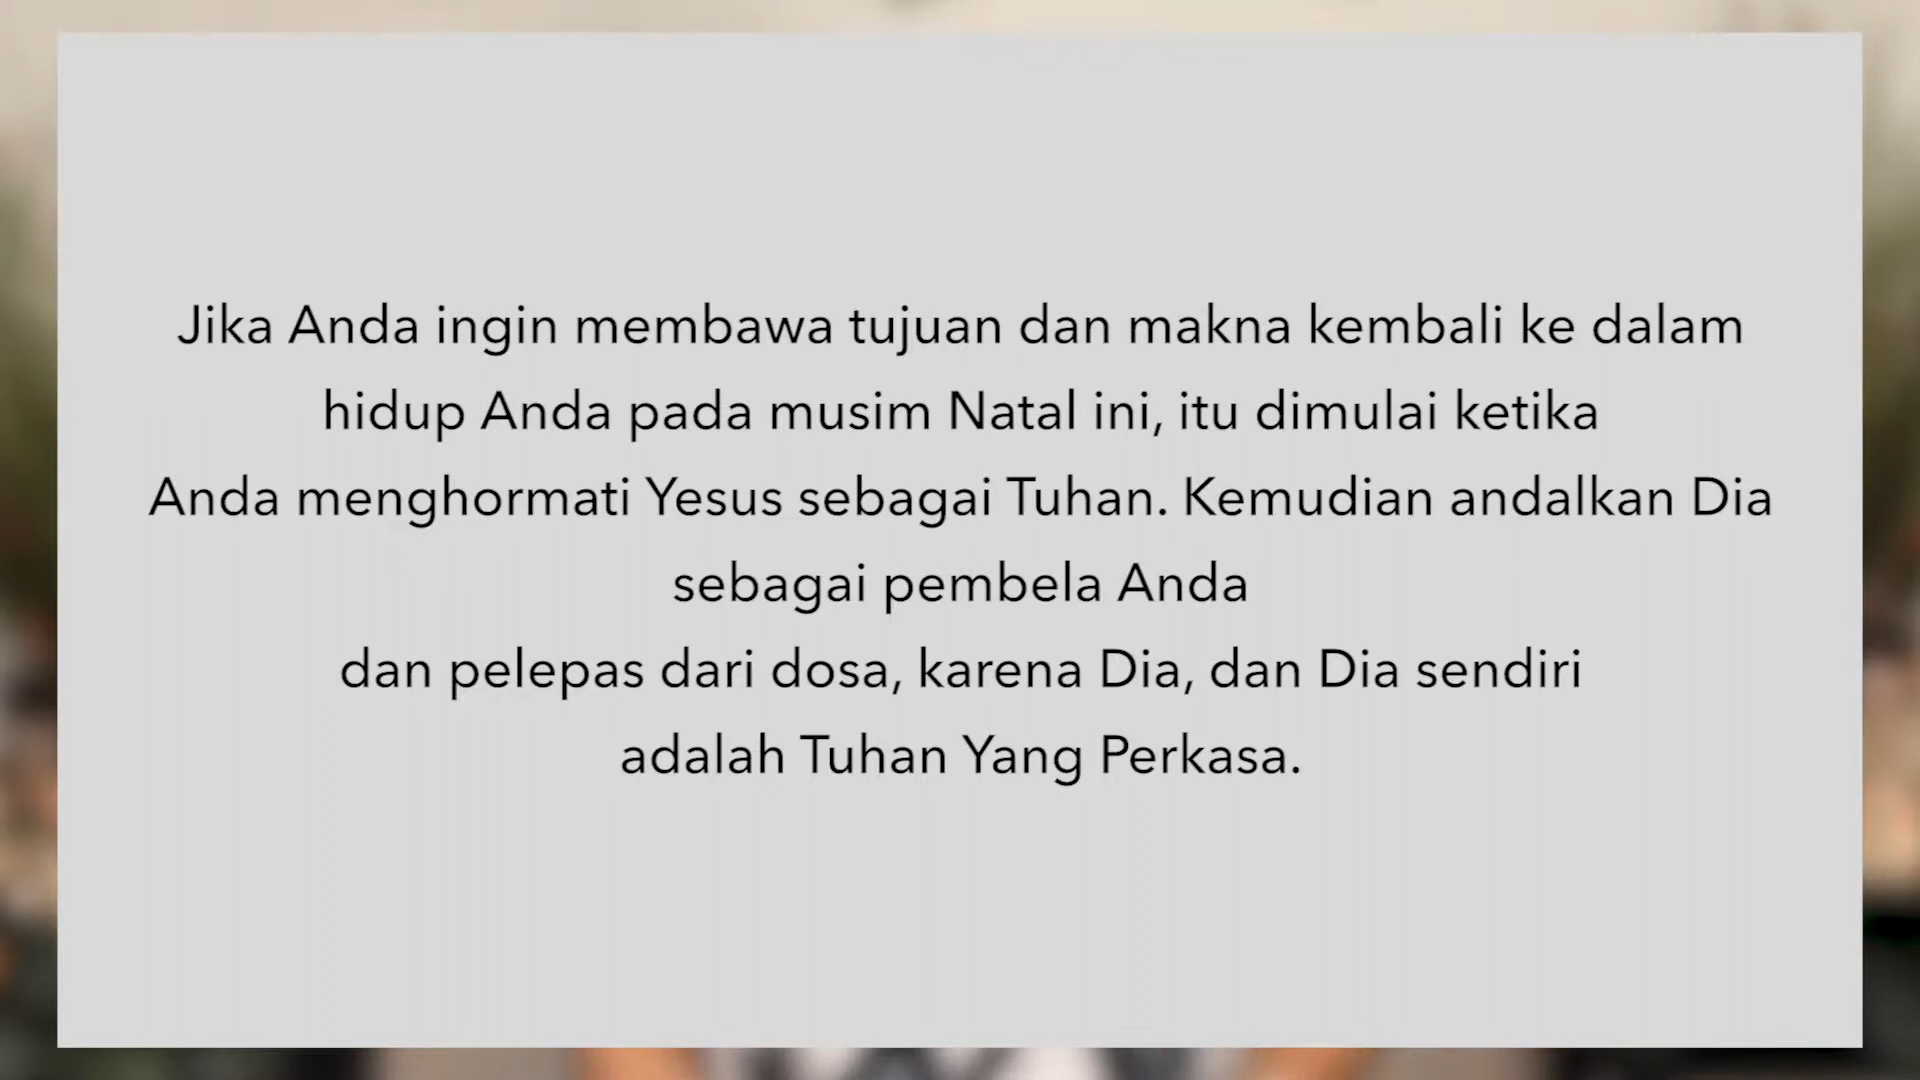 Jika Anda ingin membawa tujuan dan makna kembali ke dalam
hidup Anda pada musim Natal ini, itu dimulai ketika
Anda menghormati Yesus sebagai Tuhan. Kemudian andalkan Dia
sebagai pembela Anda
dan pelepas dari dosa, karena Dia, dan Dia sendiri
adalah Tuhan Yang Perkasa.